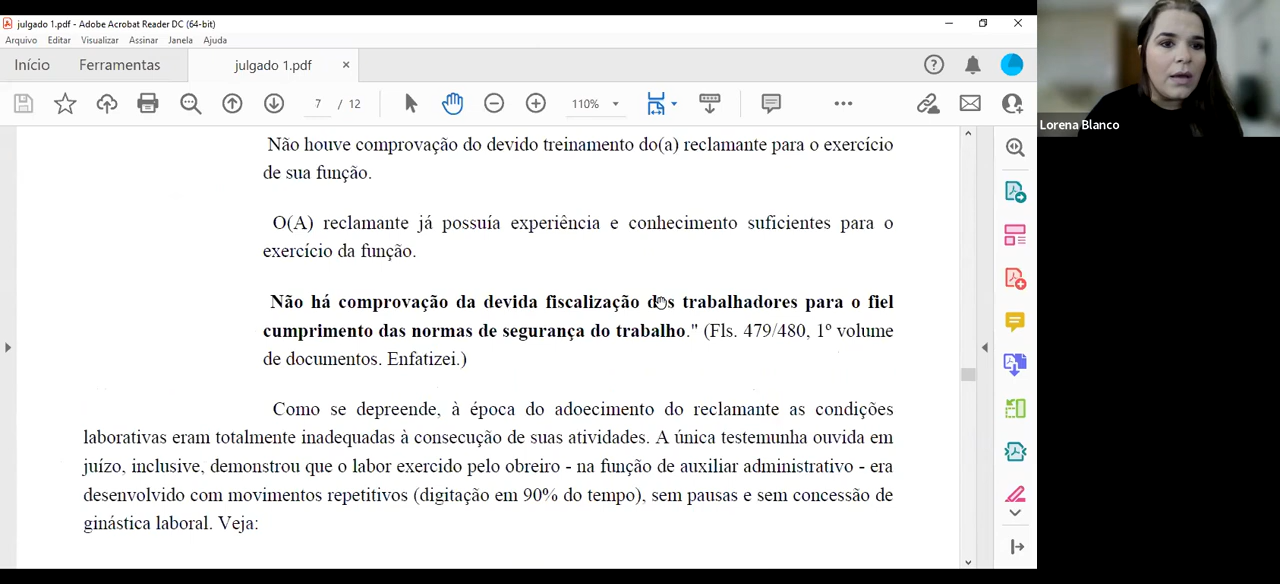 julgado 1.pdf - Adobe Acrobat Reader DC (64-bit)
Arquivo Editar Visualizar Assinar Janela Ajuda
Início Ferramentas julgado 1.pdf ×
7 / 12 110%
Lorena Blanco
Não houve comprovação do devido treinamento do(a) reclamante para o exercício
de sua função.
O(A) reclamante já possuía experiência e conhecimento suficientes para o
exercício da função.
Não há comprovação da devida fiscalização dos trabalhadores para o fiel
cumprimento das normas de segurança do trabalho." (Fls. 479/480, 1º volume
de documentos. Enfatizei.)
Como se depreende, à época do adoecimento do reclamante as condições
laborativas eram totalmente inadequadas à consecução de suas atividades. A única testemunha ouvida em
juízo, inclusive, demonstrou que o labor exercido pelo obreiro - na função de auxiliar administrativo - era
desenvolvido com movimentos repetitivos (digitação em 90% do tempo), sem pausas e sem concessão de
ginástica laboral. Veja: